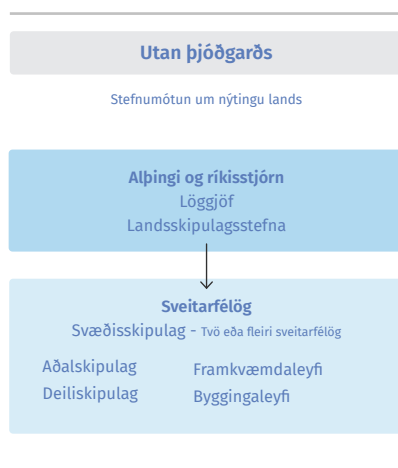 Utan þjóðgarðs
Stefnumótun um nýtingu lands
Alþingi og ríkisstjórn
Löggjöf
Landsskipulagsstefna
Sveitarfélög
Svæðisskipulag - Tvö eða fleiri sveitarfélög
Aðalskipulag
Deiliskipulag
Framkvæmdaleyfi
Byggingaleyfi